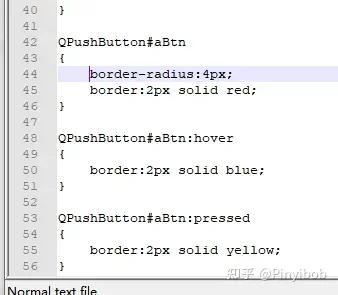 40 }
41
42 QPushButton#aBtn
43 {
44 border-radius:4px;
45 border:2px solid red;
46 }
47
48 QPushButton#aBtn:hover
49 {
50 border:2px solid blue;
51 }
52
53 QPushButton#aBtn:pressed
54 {
55 border:2px solid yellow;
56 }
知乎 @Pinyibob
Normal text file